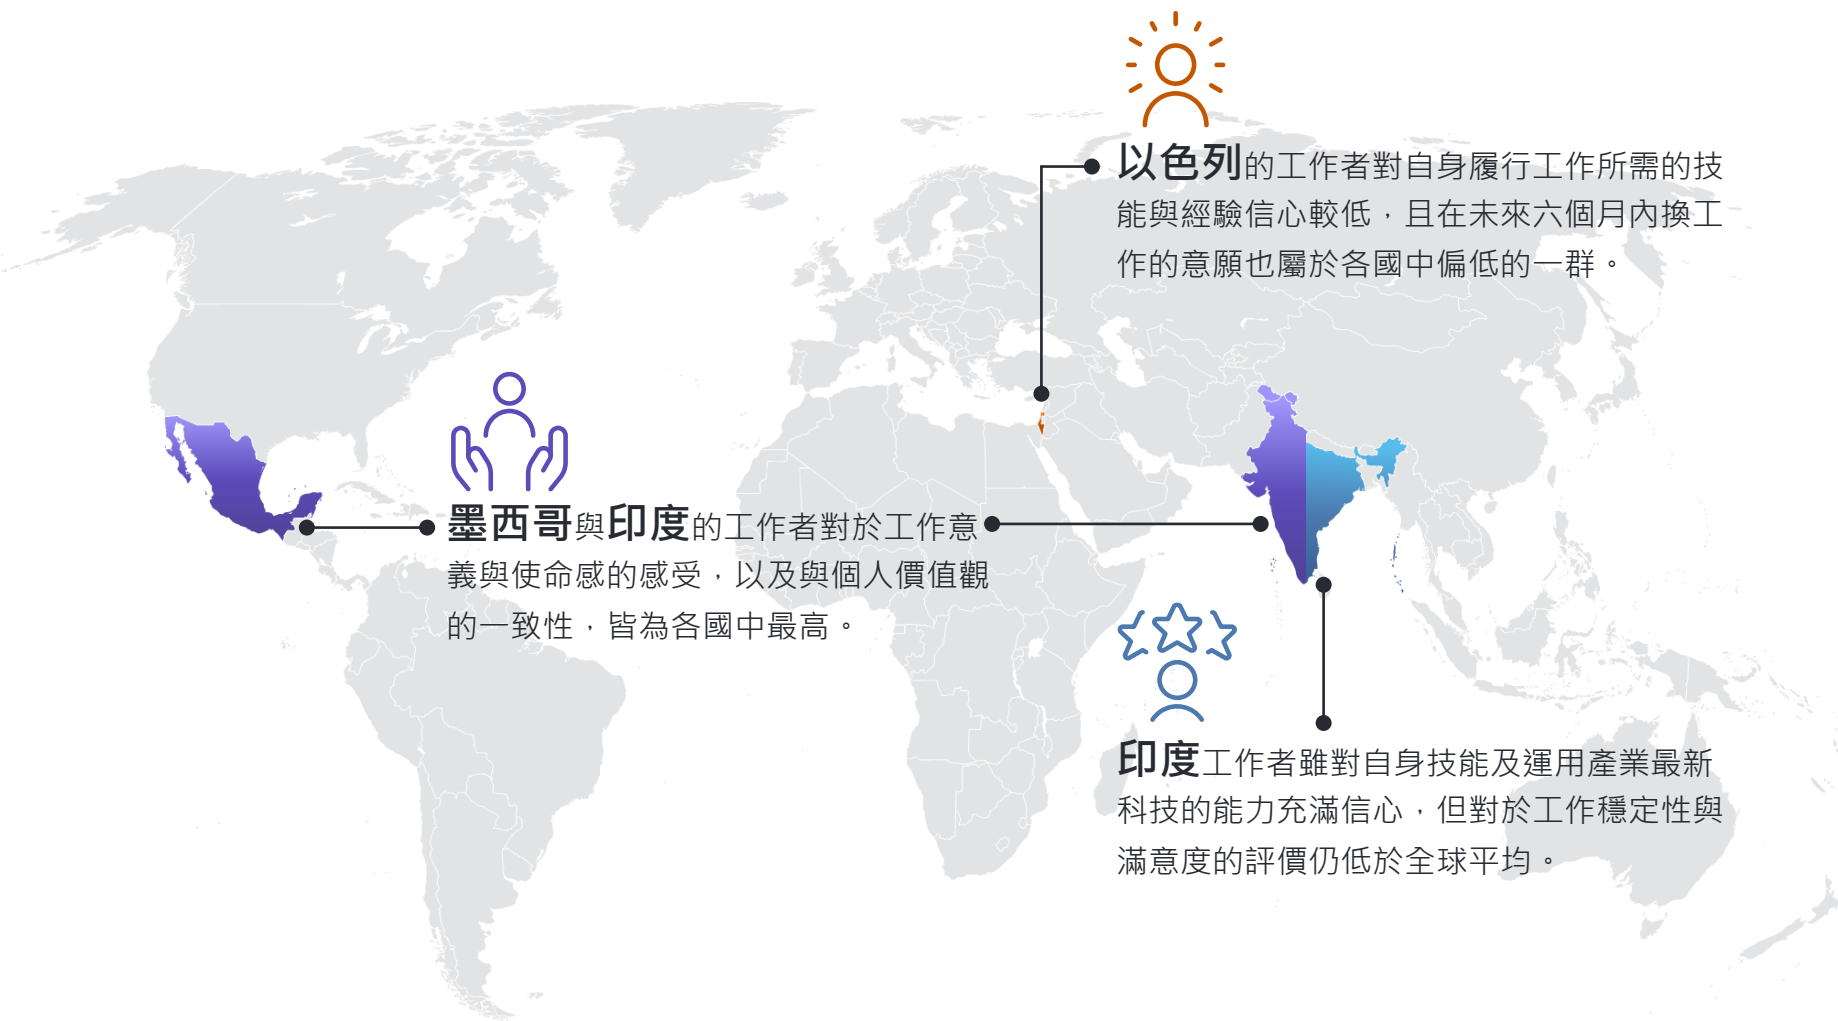 以色列的工作者對自身履行工作所需的技
能與經驗信心較低，且在未來六個月內換工
作的意願也屬於各國中偏低的一群。
墨西哥與印度的工作者對於工作意
義與使命感的感受，以及與個人價值觀
的一致性，皆為各國中最高。
印度工作者雖對自身技能及運用產業最新
科技的能力充滿信心，但對於工作穩定性與
滿意度的評價仍低於全球平均。